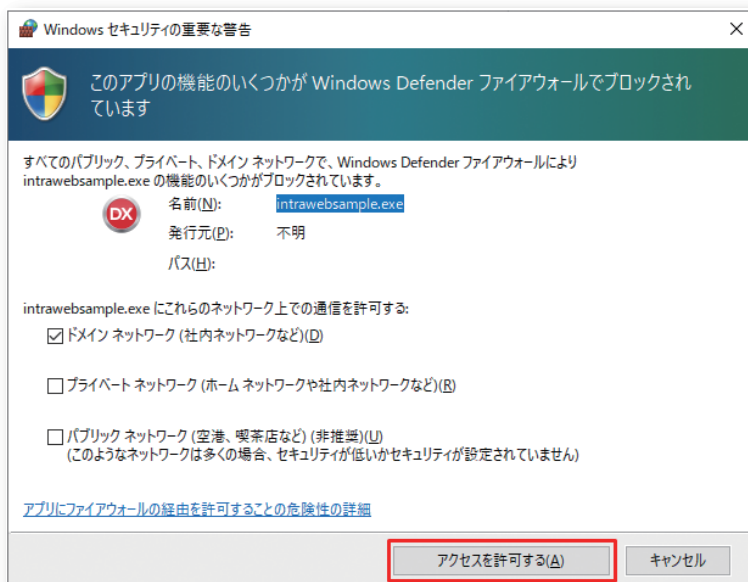 Windows セキュリティの重要な警告
このアプリの機能のいくつかが Windows Defender ファイアウォールでブロックされ
ています
すべてのパブリック、プライベート、ドメイン ネットワークで、Windows Defender ファイアウォールにより
intrawebsample.exe の機能のいくつかがブロックされています。
DX
名前(N): intrawebsample.exe
発行元(P): 不明
パス(H):
intrawebsample.exe にこれらのネットワーク上での通信を許可する:
ドメイン ネットワーク (社内ネットワークなど)(D)
プライベート ネットワーク (ホーム ネットワークや社内ネットワークなど)(R)
パブリック ネットワーク (空港、喫茶店など) (非推奨)(U)
(このようなネットワークは多くの場合、セキュリティが低いかセキュリティが設定されていません)
アプリにファイアウォールの経由を許可することの危険性の詳細
アクセスを許可する(A) キャンセル